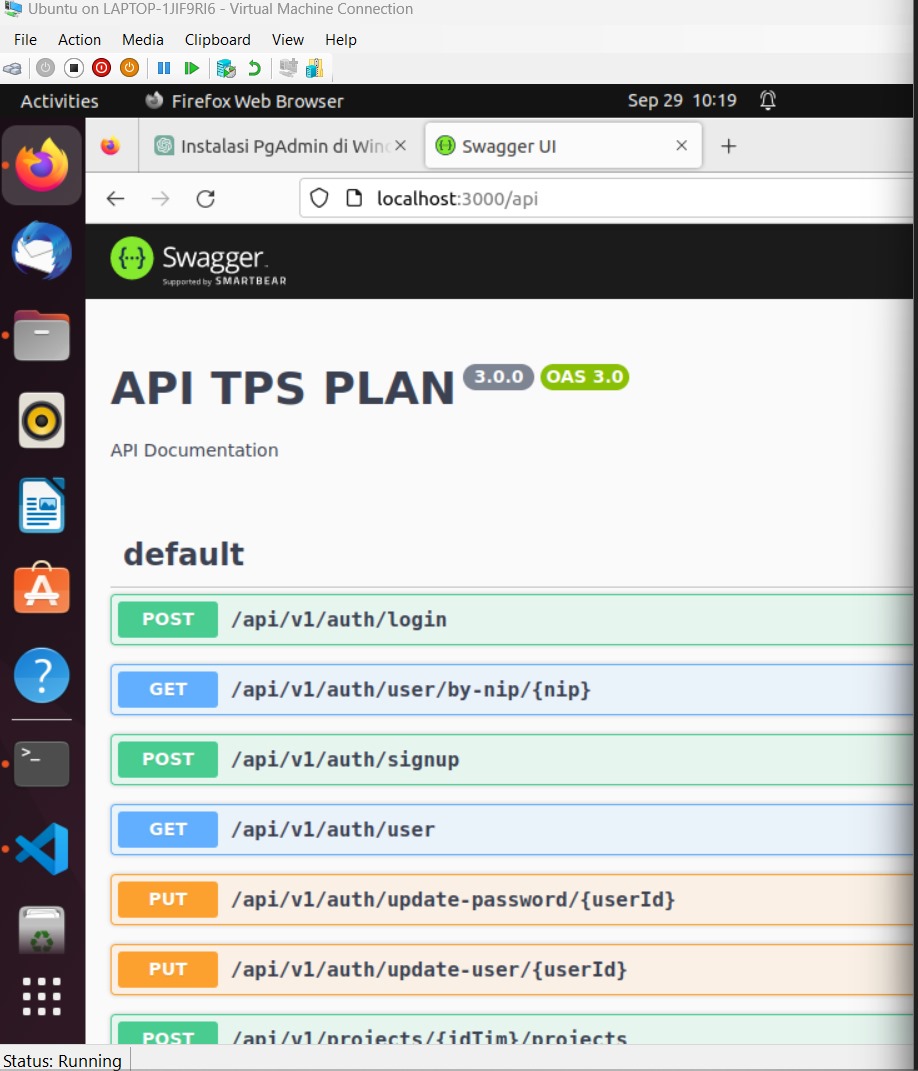 Ubuntu on LAPTOP-1JIF9RI6 - Virtual Machine Connection
File Action Media Clipboard View Help
Activities Firefox Web Browser Sep 29 10:19
Instalasi PgAdmin di Win Swagger UI
localhost:3000/api
Swagger
Supported by SMARTBEAR
API TPS PLAN 3.0.0 OAS 3.0
API Documentation
default
POST /api/v1/auth/login
GET /api/v1/auth/user/by-nip/{nip}
POST /api/v1/auth/signup
GET /api/v1/auth/user
PUT /api/v1/auth/update-password/{userId}
PUT /api/v1/auth/update-user/{userId}
POST /api/v1/projects/{idTim}/projects
Status: Running